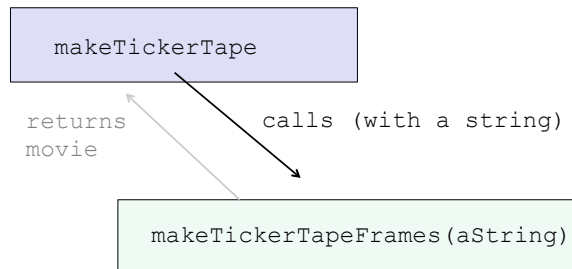 makeTickerTape
returns
movie
calls (with a string)
makeTickerTapeFrames(aString)